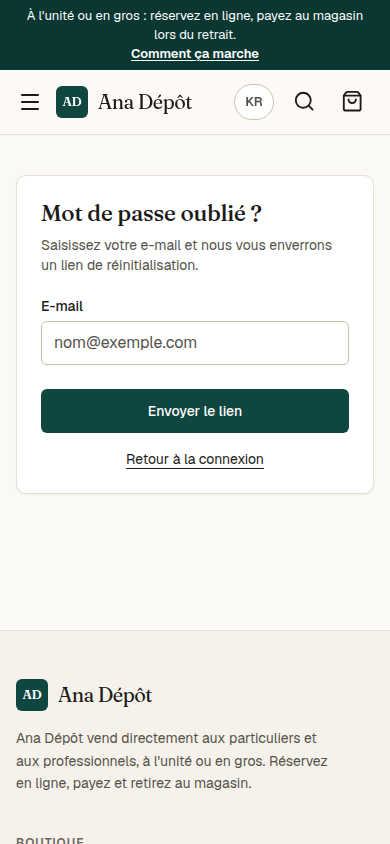 À l'unité ou en gros : réservez en ligne, payez au magasin
lors du retrait.
Comment ça marche
AD
Ana Dépôt
KR
Mot de passe oublié ?
Saisissez votre e-mail et nous vous enverrons
un lien de réinitialisation.
E-mail
nom@exemple.com
Envoyer le lien
Retour à la connexion
AD
Ana Dépôt
Ana Dépôt vend directement aux particuliers et
aux professionnels, à l'unité ou en gros. Réservez
en ligne, payez et retirez au magasin.
BOUTIQUE